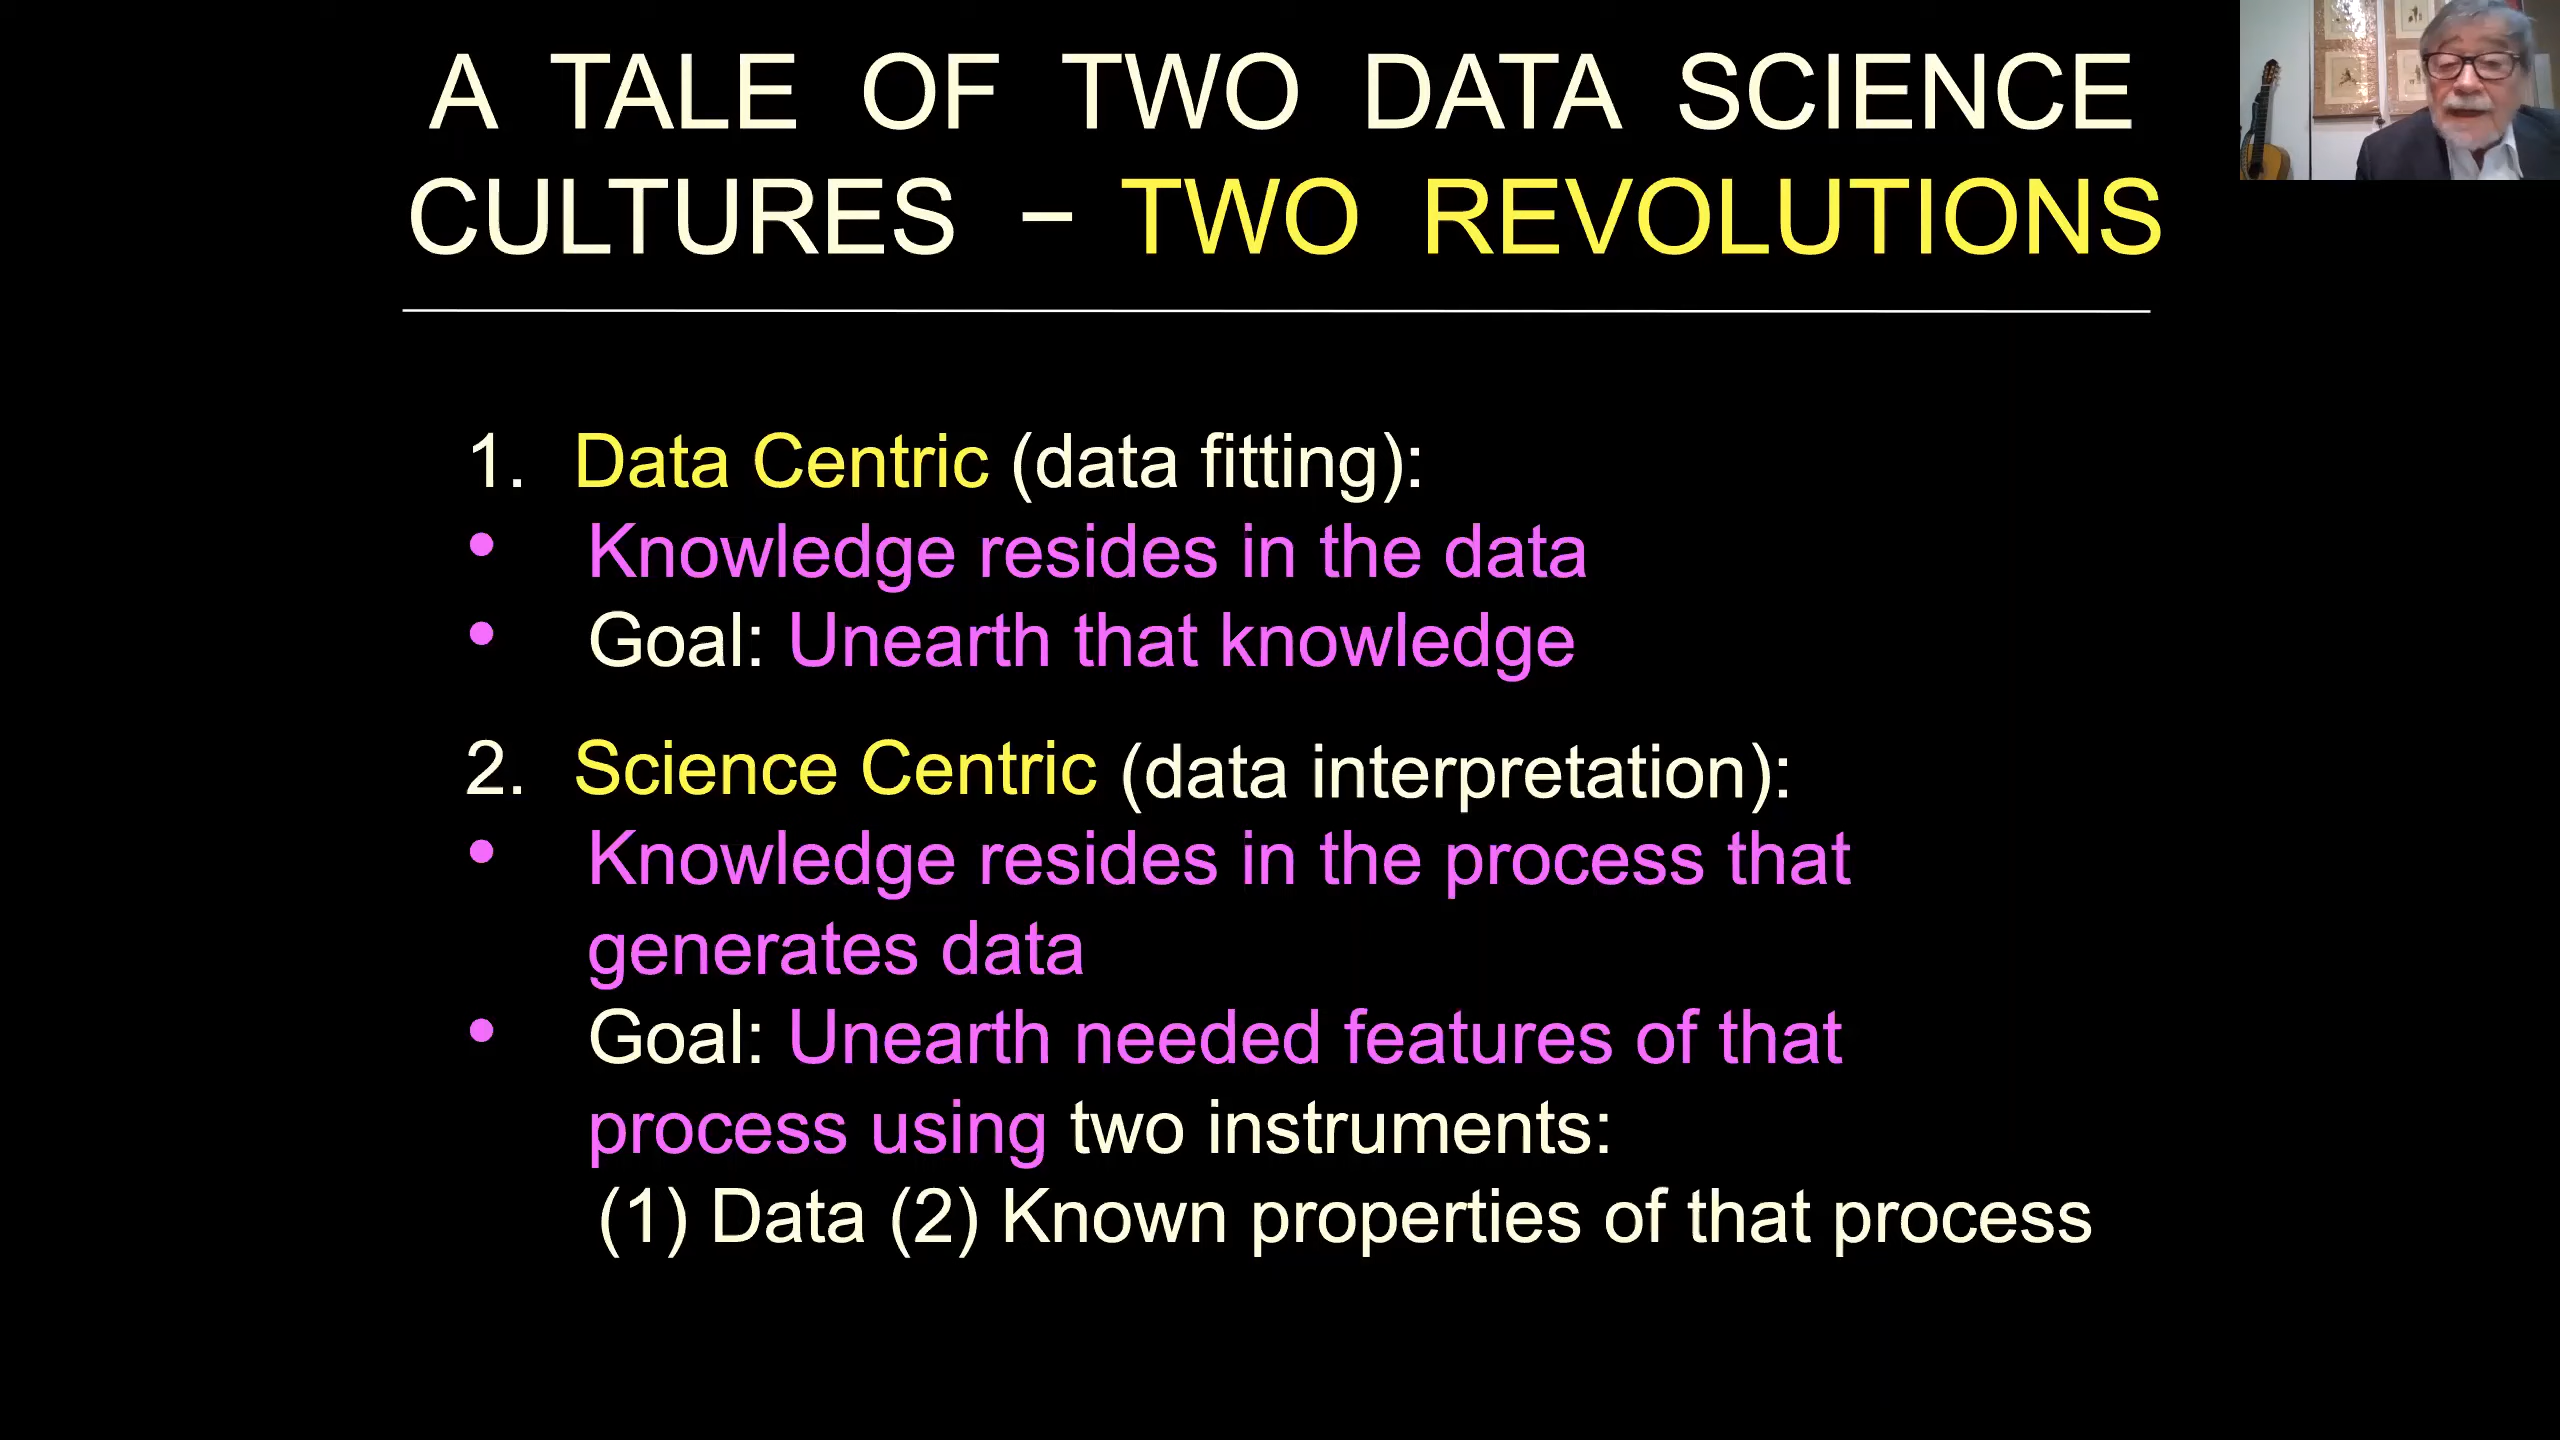 A TALE OF TWO DATA SCIENCE
CULTURES – TWO REVOLUTIONS
1. Data Centric (data fitting):
• Knowledge resides in the data
• Goal: Unearth that knowledge
2. Science Centric (data interpretation):
• Knowledge resides in the process that
generates data
• Goal: Unearth needed features of that
process using two instruments:
(1) Data (2) Known properties of that process